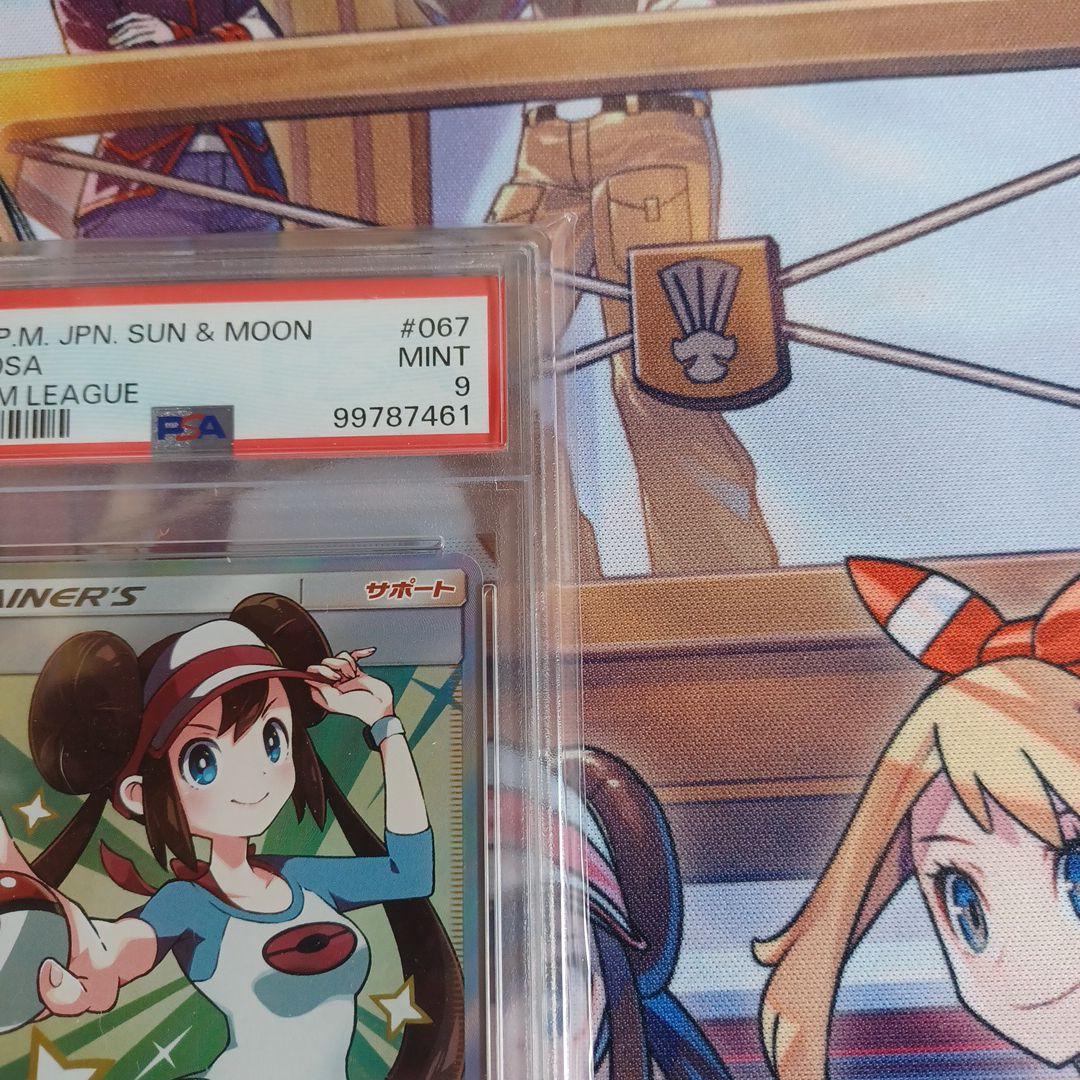 P.M. JPN. SUN & MOON #067
OSA MINT
M LEAGUE 9
PSA 99787461
AINER'S サポート